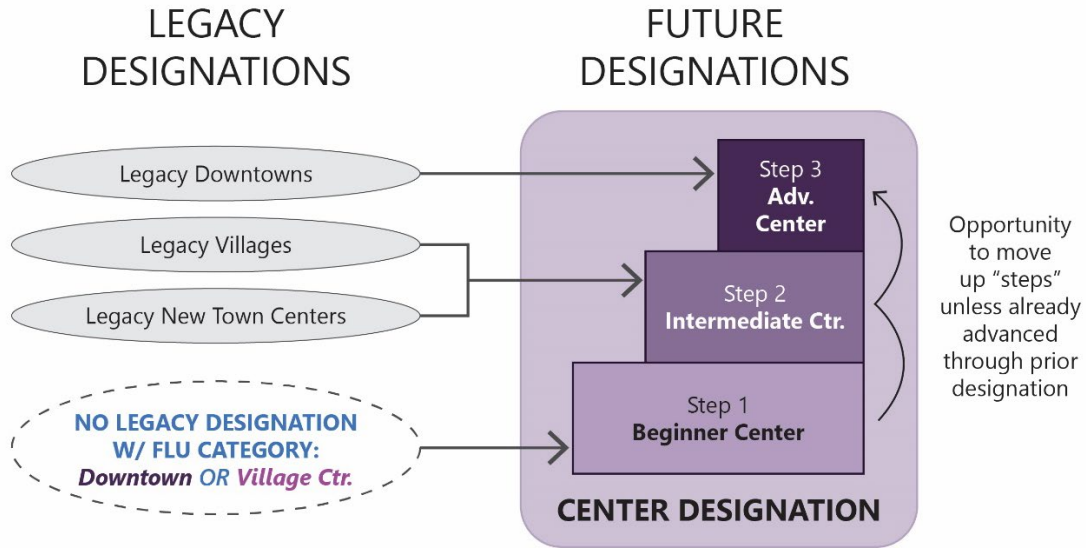 LEGACY
DESIGNATIONS
FUTURE
DESIGNATIONS
Legacy Downtowns
Legacy Villages
Legacy New Town Centers
NO LEGACY DESIGNATION
W/ FLU CATEGORY:
Downtown OR Village Ctr.
Step 3
Adv.
Center
Step 2
Intermediate Ctr.
Step 1
Beginner Center
CENTER DESIGNATION
Opportunity
to move
up “steps”
unless already
advanced
through prior
designation